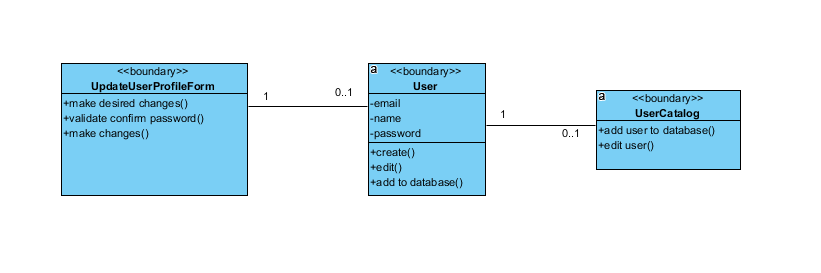 <<boundary>>
UpdateUserProfileForm
+make desired changes()
+validate confirm password()
+make changes()
1
0..1
a
<<boundary>>
User
-email
-name
-password
+create()
+edit()
+add to database()
1
0..1
a
<<boundary>>
UserCatalog
+add user to database()
+edit user()